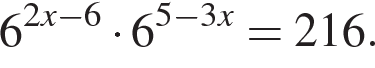 6^{2x-6} · 6^{5-3x} = 216.